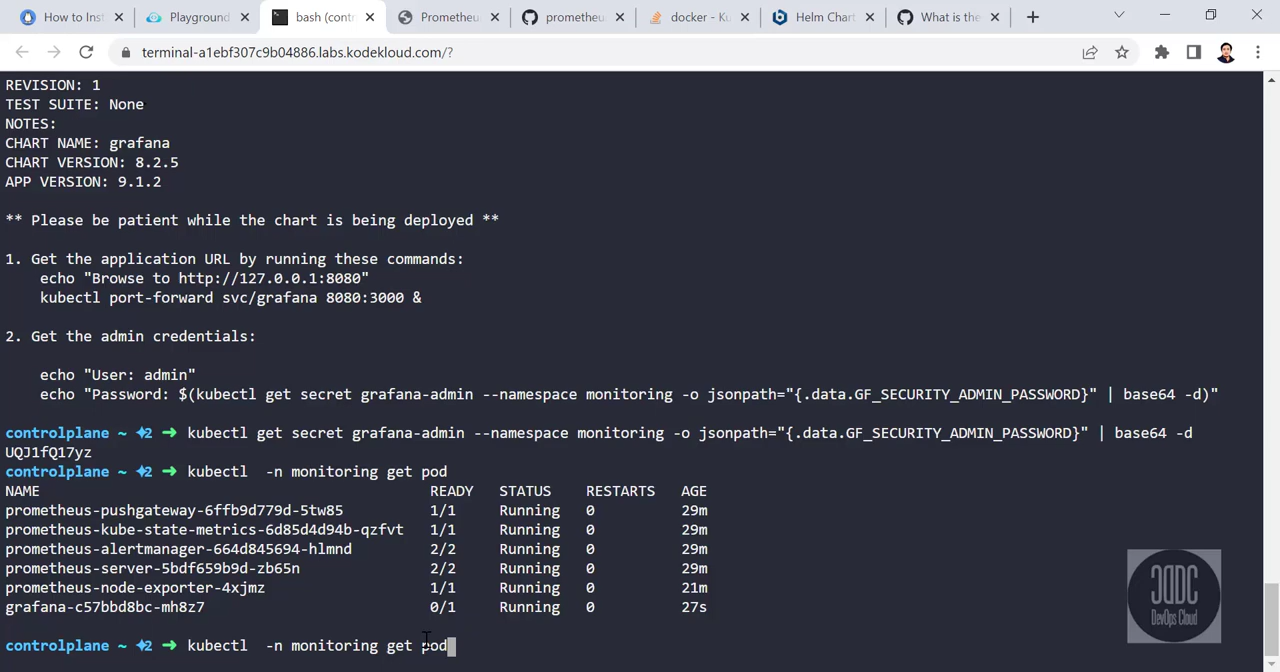 How to Inst
Playground
bash (cont
Prometheu
prometheu
docker - Ku
Helm Chart
What is the
terminal-a1ebf307c9b04886.labs.kodekloud.com/?
REVISION: 1
TEST SUITE: None
NOTES:
CHART NAME: grafana
CHART VERSION: 8.2.5
APP VERSION: 9.1.2
** Please be patient while the chart is being deployed **
1. Get the application URL by running these commands:
echo "Browse to http://127.0.0.1:8080"
kubectl port-forward svc/grafana 8080:3000 &
2. Get the admin credentials:
echo "User: admin"
echo "Password: $(kubectl get secret grafana-admin --namespace monitoring -o jsonpath="{.data.GF_SECURITY_ADMIN_PASSWORD}" | base64 -d)"
controlplane ~ ✦2 ➜ kubectl get secret grafana-admin --namespace monitoring -o jsonpath="{.data.GF_SECURITY_ADMIN_PASSWORD}" | base64 -d
UQJ1fQ17yz
controlplane ~ ✦2 ➜ kubectl  -n monitoring get pod
NAME READY STATUS RESTARTS AGE
prometheus-pushgateway-6ffb9d779d-5tw85 1/1 Running 0 29m
prometheus-kube-state-metrics-6d85d4d94b-qzfvt 1/1 Running 0 29m
prometheus-alertmanager-664d845694-hlmnd 2/2 Running 0 29m
prometheus-server-5bdf659b9d-zb65n 2/2 Running 0 29m
prometheus-node-exporter-4xjmz 1/1 Running 0 21m
grafana-c57bbd8bc-mh8z7 0/1 Running 0 27s
controlplane ~ ✦2 ➜ kubectl  -n monitoring get pod
DevOps Cloud